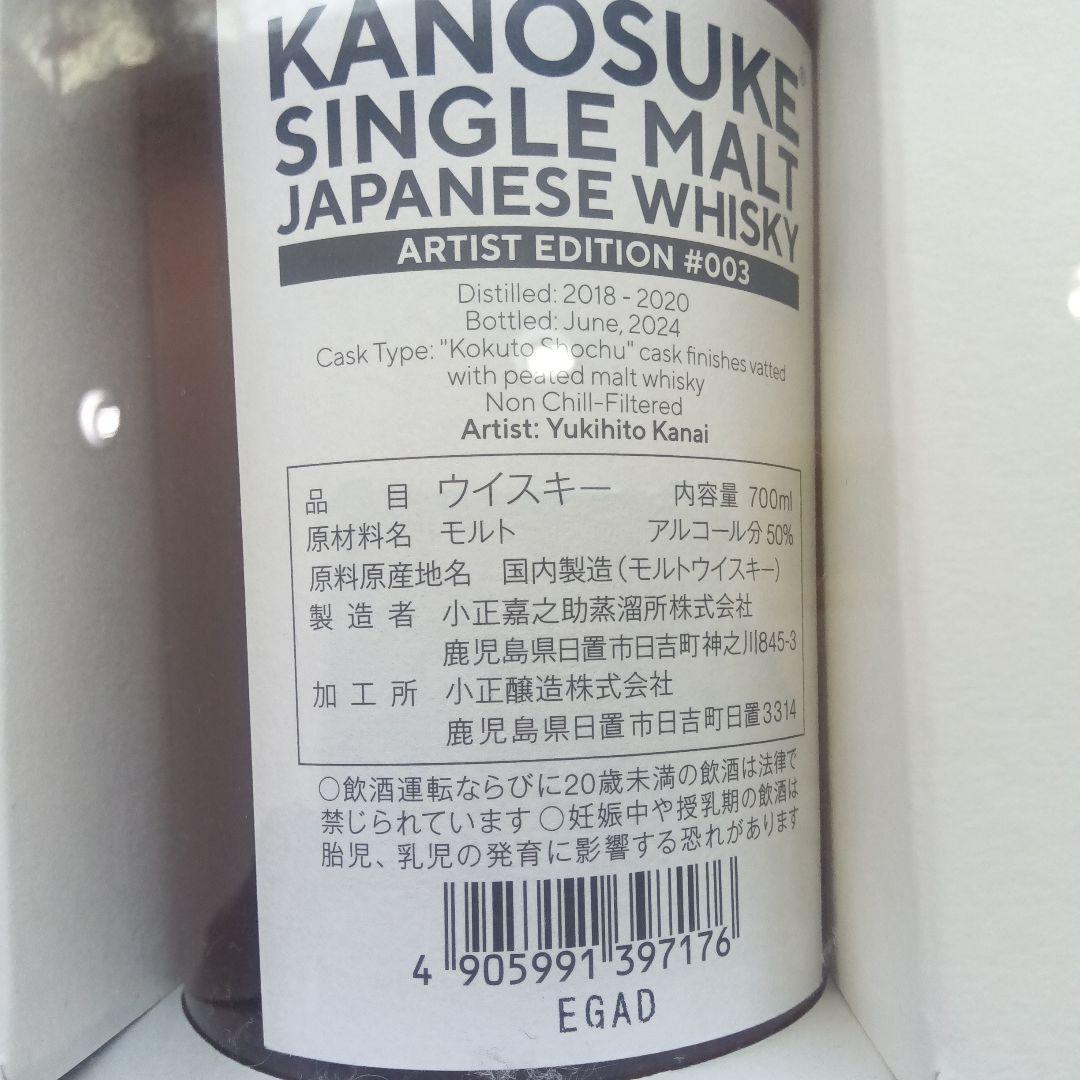 KANOSUKE®
SINGLE MALT
JAPANESE WHISKY
ARTIST EDITION #003
Distilled: 2018 - 2020
Bottled: June, 2024
Cask Type: "Kokuto Shochu" cask finishes vatted
with peated malt whisky
Non Chill-Filtered
Artist: Yukihito Kanai
品 目 ウイスキー 内容量 700ml
原材料名 モルト アルコール分 50%
原料原産地名 国内製造(モルトウイスキー)
製造者 小正嘉之助蒸溜所株式会社
鹿児島県日置市日吉町神之川845-3
加工所 小正醸造株式会社
鹿児島県日置市日吉町日置3314
○飲酒運転ならびに20歳未満の飲酒は法律で
禁じられています ○妊娠中や授乳期の飲酒は
胎児、乳児の発育に影響する恐れがあります
4 905991 397176
EGAD